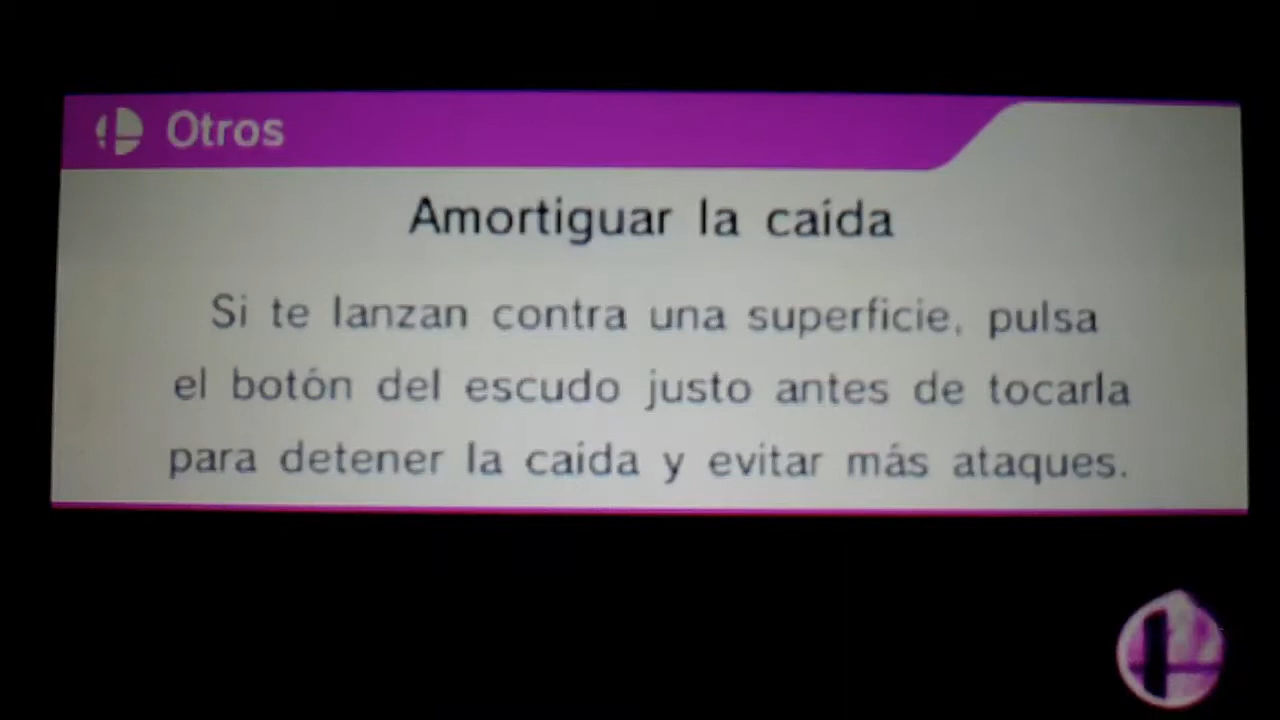 Otros
Amortiguar la caída
Si te lanzan contra una superficie, pulsa
el botón del escudo justo antes de tocarla
para detener la caída y evitar más ataques.